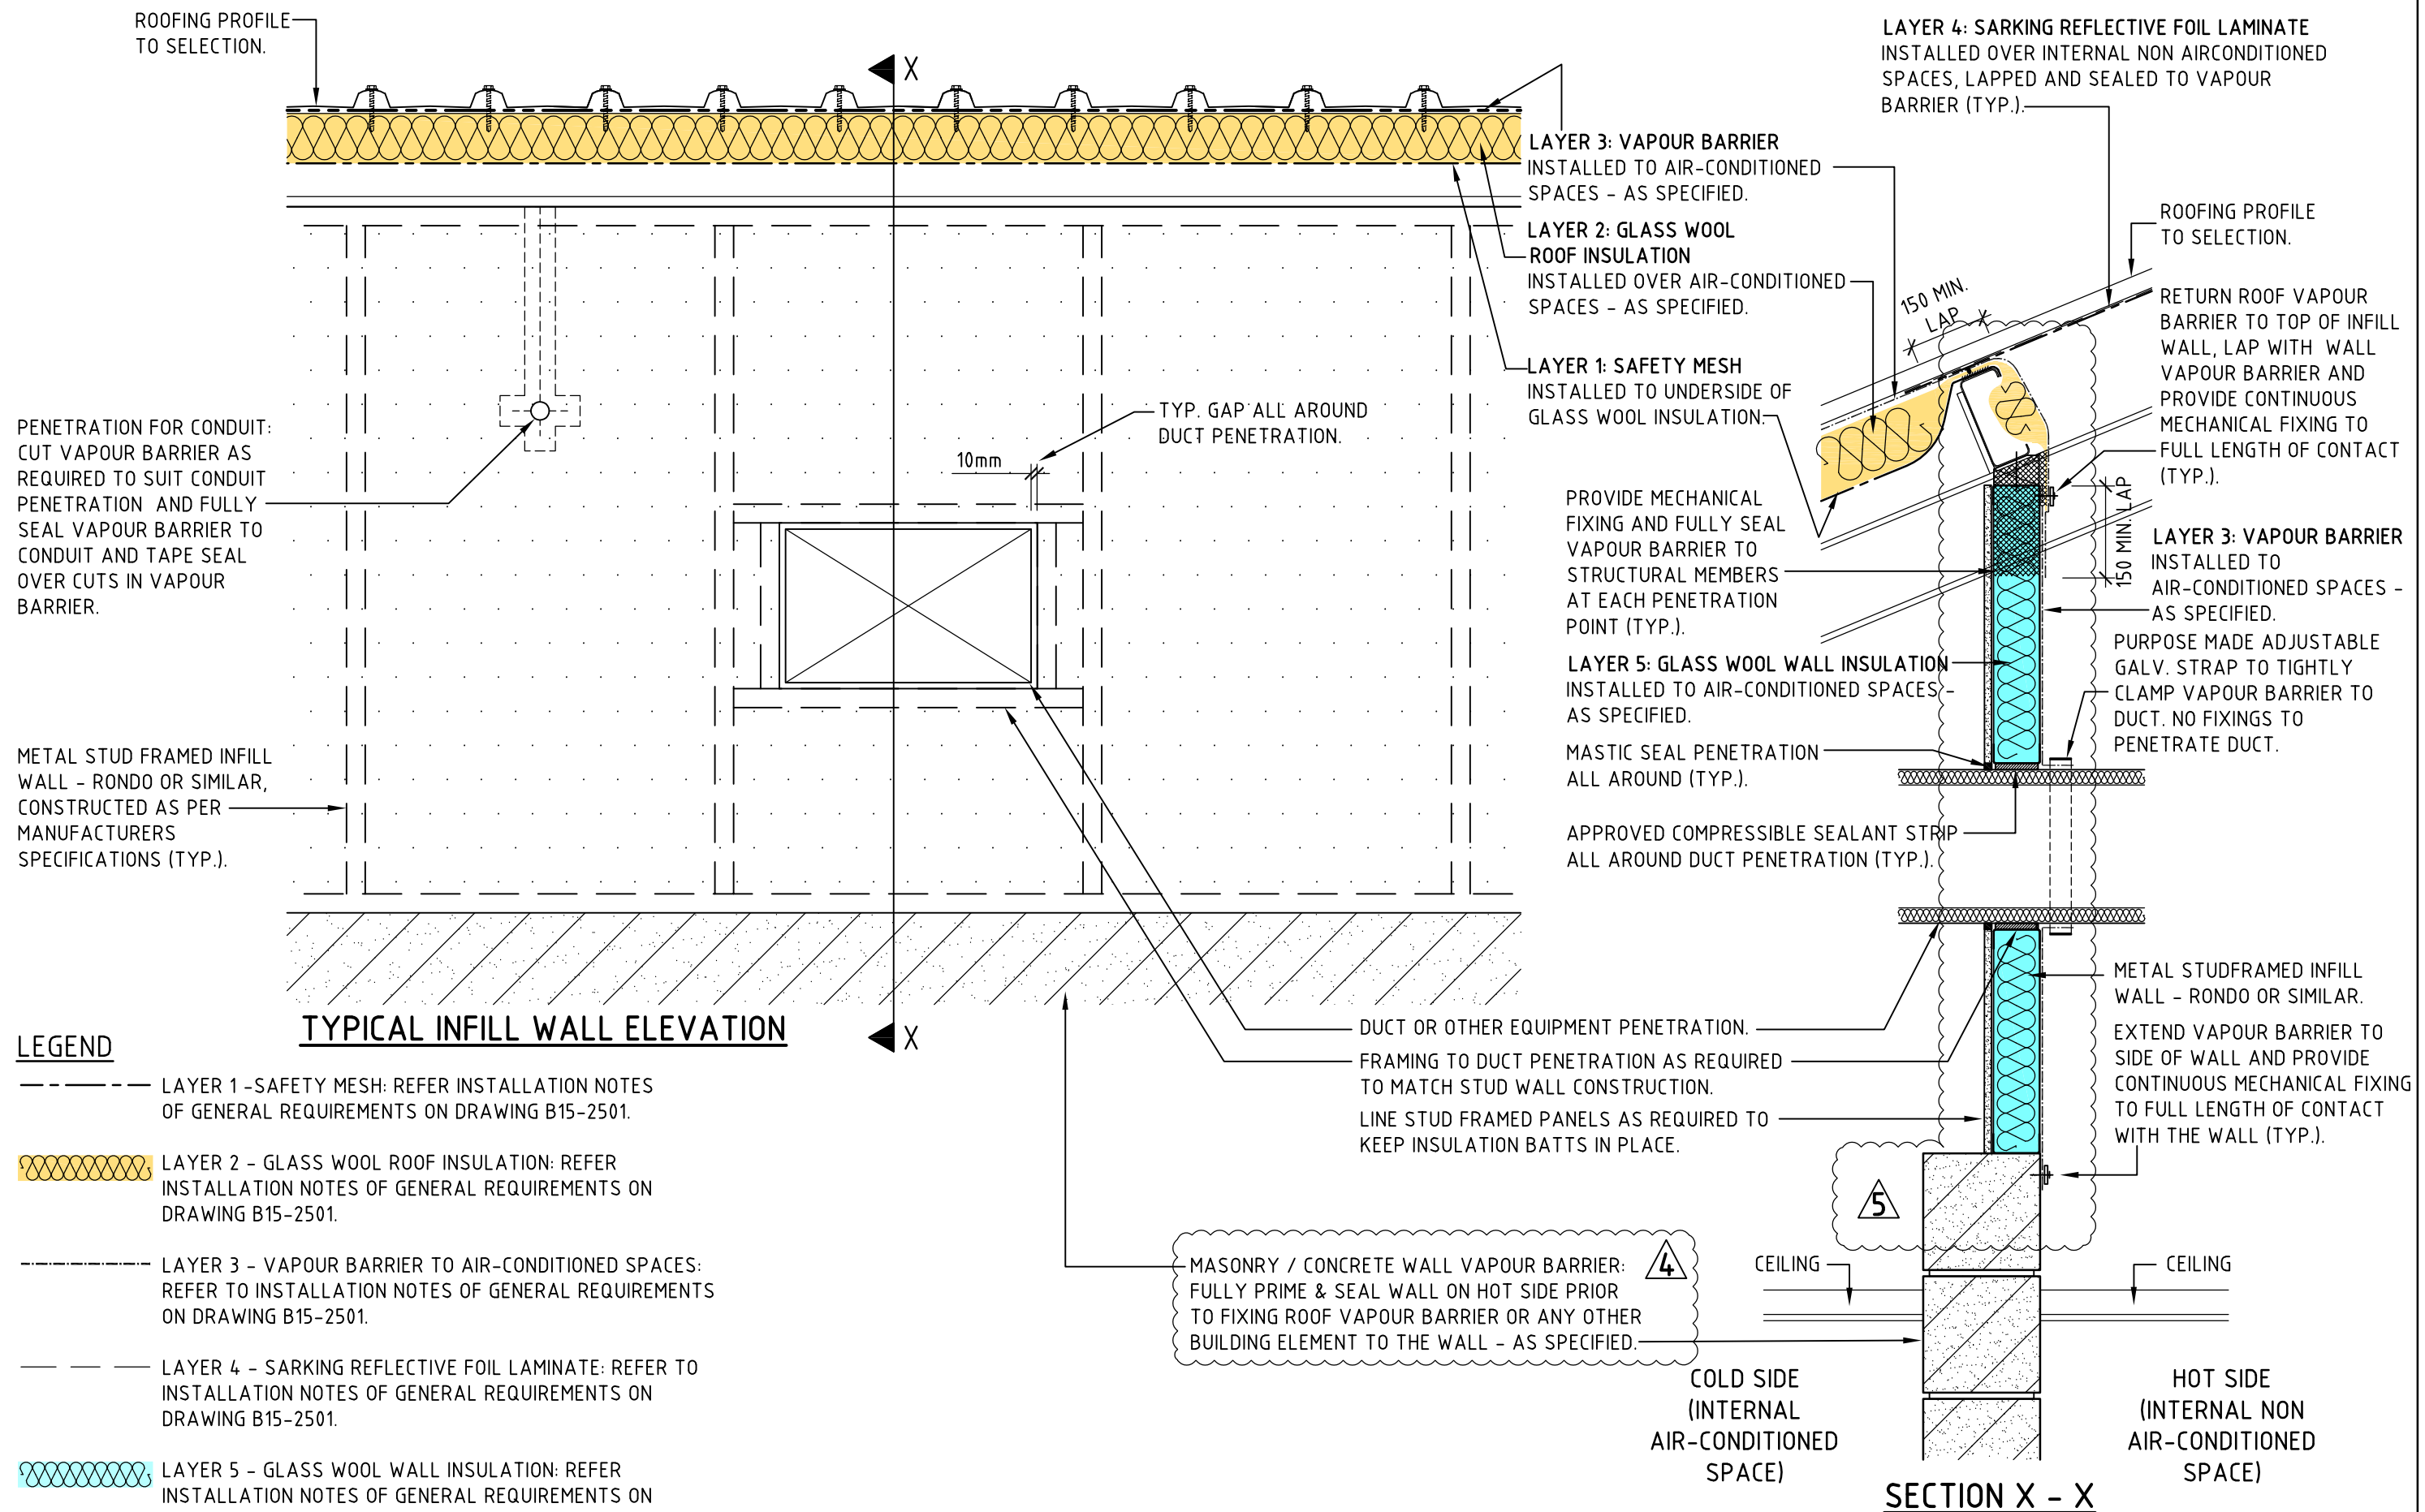 ROOFING PROFILE
TO SELECTION.
X
LAYER 4: SARKING REFLECTIVE FOIL LAMINATE
INSTALLED OVER INTERNAL NON AIRCONDITIONED
SPACES, LAPPED AND SEALED TO VAPOUR
BARRIER (TYP.).
LAYER 3: VAPOUR BARRIER
INSTALLED TO AIR-CONDITIONED
SPACES - AS SPECIFIED.
LAYER 2: GLASS WOOL
ROOF INSULATION
INSTALLED OVER AIR-CONDITIONED
SPACES - AS SPECIFIED.
LAYER 1: SAFETY MESH
INSTALLED TO UNDERSIDE OF
GLASS WOOL INSULATION.
ROOFING PROFILE
TO SELECTION.
150 MIN.
LAP
RETURN ROOF VAPOUR
BARRIER TO TOP OF INFILL
WALL, LAP WITH WALL
VAPOUR BARRIER AND
PROVIDE CONTINUOUS
MECHANICAL FIXING TO
FULL LENGTH OF CONTACT
(TYP.).
TYP. GAP ALL AROUND
DUCT PENETRATION.
10mm
PENETRATION FOR CONDUIT:
CUT VAPOUR BARRIER AS
REQUIRED TO SUIT CONDUIT
PENETRATION AND FULLY
SEAL VAPOUR BARRIER TO
CONDUIT AND TAPE SEAL
OVER CUTS IN VAPOUR
BARRIER.
PROVIDE MECHANICAL
FIXING AND FULLY SEAL
VAPOUR BARRIER TO
STRUCTURAL MEMBERS
AT EACH PENETRATION
POINT (TYP.).
150 MIN. LAP
LAYER 3: VAPOUR BARRIER
INSTALLED TO
AIR-CONDITIONED SPACES -
AS SPECIFIED.
LAYER 5: GLASS WOOL WALL INSULATION
INSTALLED TO AIR-CONDITIONED SPACES -
AS SPECIFIED.
PURPOSE MADE ADJUSTABLE
GALV. STRAP TO TIGHTLY
CLAMP VAPOUR BARRIER TO
DUCT. NO FIXINGS TO
PENETRATE DUCT.
MASTIC SEAL PENETRATION
ALL AROUND (TYP.).
METAL STUD FRAMED INFILL
WALL - RONDO OR SIMILAR,
CONSTRUCTED AS PER
MANUFACTURERS
SPECIFICATIONS (TYP.).
APPROVED COMPRESSIBLE SEALANT STRIP
ALL AROUND DUCT PENETRATION (TYP.).
METAL STUDFRAMED INFILL
WALL - RONDO OR SIMILAR.
TYPICAL INFILL WALL ELEVATION
X
DUCT OR OTHER EQUIPMENT PENETRATION.
FRAMING TO DUCT PENETRATION AS REQUIRED
TO MATCH STUD WALL CONSTRUCTION.
LINE STUD FRAMED PANELS AS REQUIRED TO
KEEP INSULATION BATTS IN PLACE.
EXTEND VAPOUR BARRIER TO
SIDE OF WALL AND PROVIDE
CONTINUOUS MECHANICAL FIXING
TO FULL LENGTH OF CONTACT
WITH THE WALL (TYP.).
5
LEGEND
LAYER 1 -SAFETY MESH: REFER INSTALLATION NOTES
OF GENERAL REQUIREMENTS ON DRAWING B15-2501.
LAYER 2 - GLASS WOOL ROOF INSULATION: REFER
INSTALLATION NOTES OF GENERAL REQUIREMENTS ON
DRAWING B15-2501.
LAYER 3 - VAPOUR BARRIER TO AIR-CONDITIONED SPACES:
REFER TO INSTALLATION NOTES OF GENERAL REQUIREMENTS
ON DRAWING B15-2501.
LAYER 4 - SARKING REFLECTIVE FOIL LAMINATE: REFER TO
INSTALLATION NOTES OF GENERAL REQUIREMENTS ON
DRAWING B15-2501.
LAYER 5 - GLASS WOOL WALL INSULATION: REFER
INSTALLATION NOTES OF GENERAL REQUIREMENTS ON
MASONRY / CONCRETE WALL VAPOUR BARRIER:
FULLY PRIME & SEAL WALL ON HOT SIDE PRIOR
TO FIXING ROOF VAPOUR BARRIER OR ANY OTHER
BUILDING ELEMENT TO THE WALL - AS SPECIFIED.
4
CEILING
CEILING
COLD SIDE
(INTERNAL
AIR-CONDITIONED
SPACE)
HOT SIDE
(INTERNAL NON
AIR-CONDITIONED
SPACE)
SECTION X - X